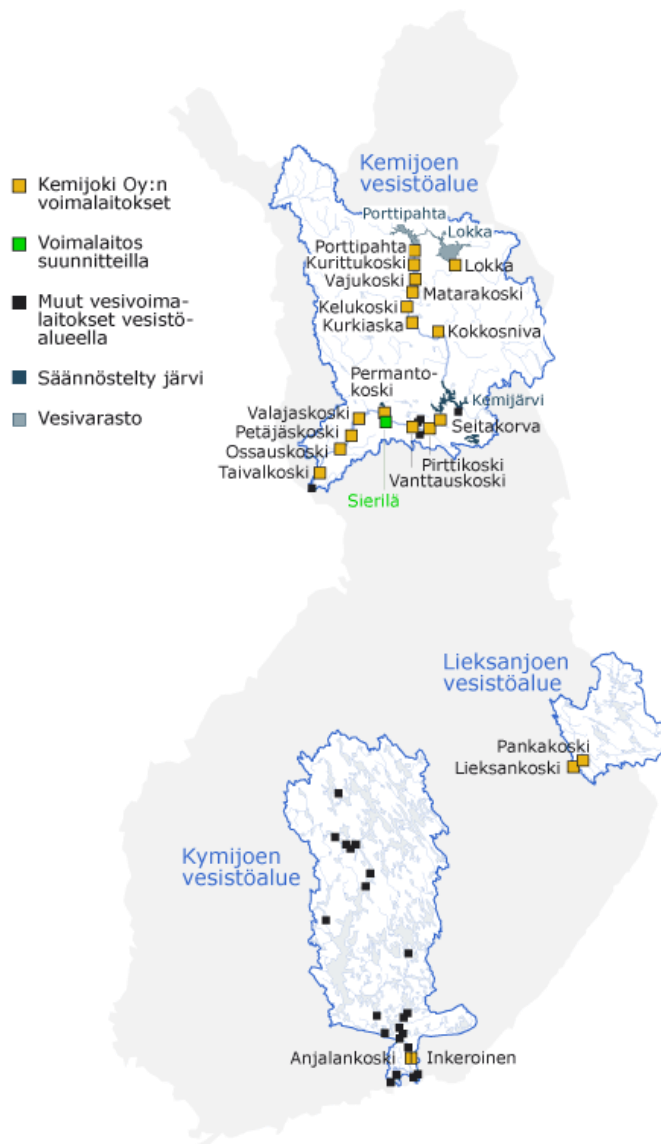 Kemijoen
vesistöalue
Kemijoki Oy:n
voimalaitokset
Voimalaitos
suunnitteilla
Muut vesivoima-
laitokset vesistö-
alueella
Säännöstelty järvi
Vesivarasto
Porttipahta
Lokka
Porttipahta
Kurittukoski
Lokka
Vajukoski
Matarakoski
Kelukoski
Kurkiaska
Kokkosniva
Permanto-
koski
Kemijärvi
Valajaskoski
Seitakorva
Petäjäskoski
Ossauskoski
Pirttikoski
Taivalkoski
Vanttauskoski
Sierilä
Lieksanjoen
vesistöalue
Pankakoski
Lieksankoski
Kymijoen
vesistöalue
Anjalankoski
Inkeroinen